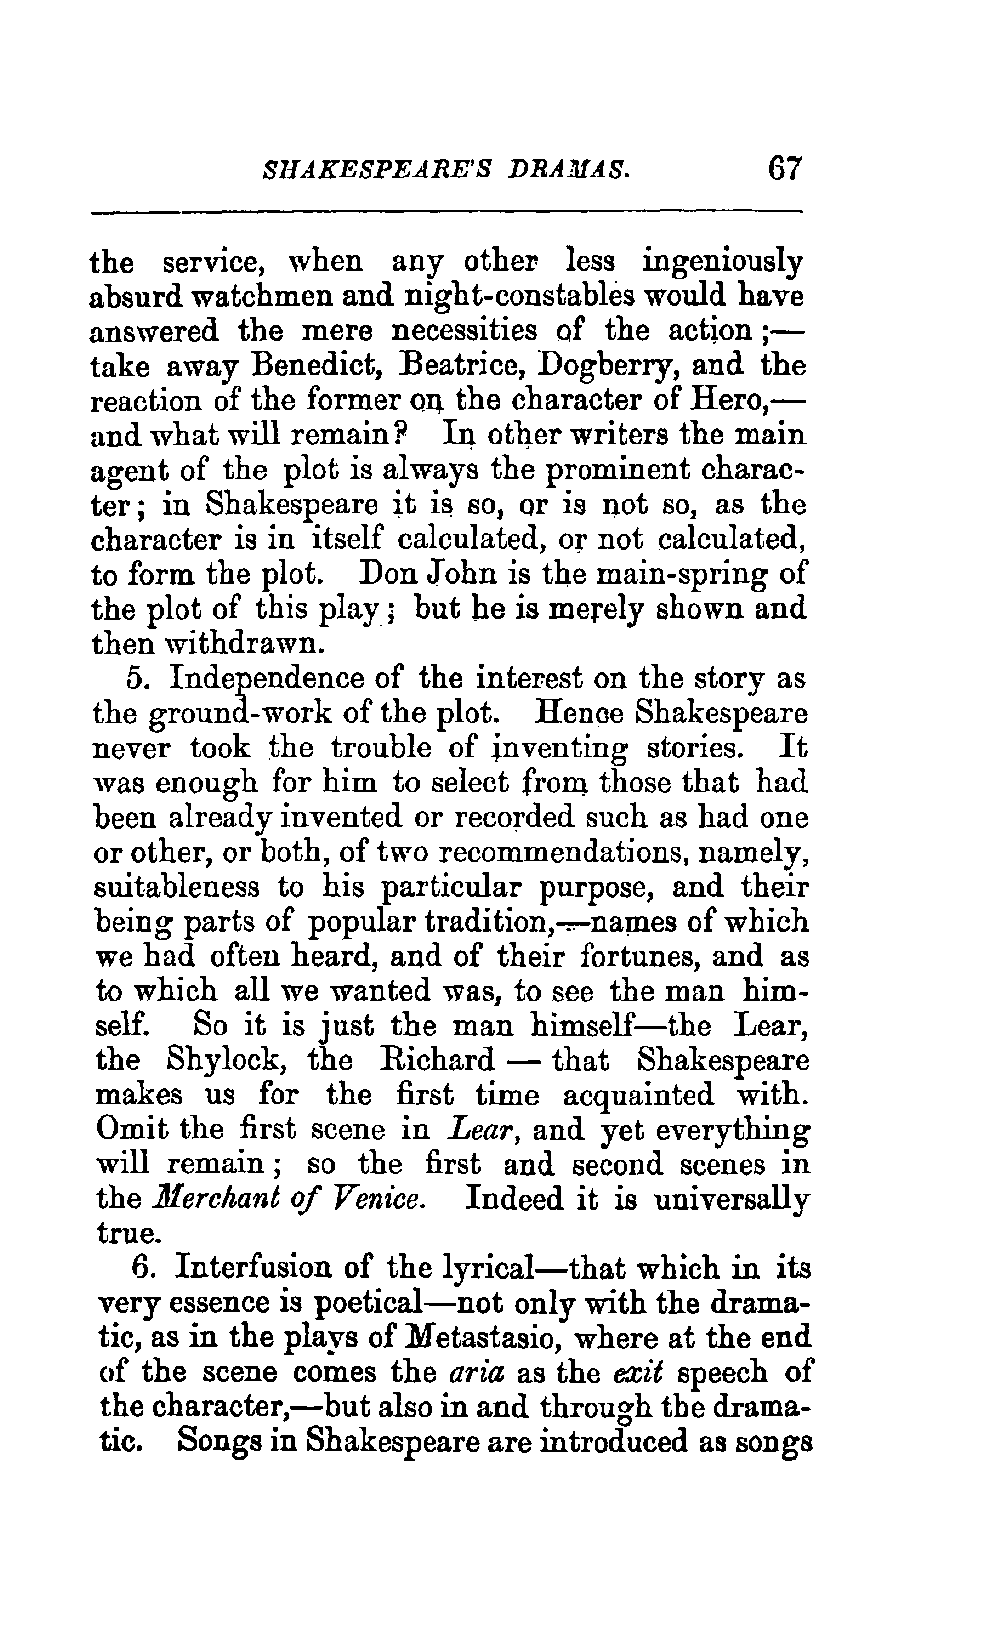 SHAKESPEARE'S DRAMAS. 67
the service, when any other less ingeniously
absurd watchmen and night-constables would have
answered the mere necessities of the action;—
take away Benedict, Beatrice, Dogberry, and the
reaction of the former on the character of Hero,—
and what will remain? In other writers the main
agent of the plot is always the prominent charac-
ter; in Shakespeare it is so, or is not so, as the
character is in itself calculated, or not calculated,
to form the plot. Don John is the main-spring of
the plot of this play; but he is merely shown and
then withdrawn.
5. Independence of the interest on the story as
the ground-work of the plot. Hence Shakespeare
never took the trouble of inventing stories. It
was enough for him to select from those that had
been already invented or recorded such as had one
or other, or both, of two recommendations, namely,
suitableness to his particular purpose, and their
being parts of popular tradition,—names of which
we had often heard, and of their fortunes, and as
to which all we wanted was, to see the man him-
self. So it is just the man himself—the Lear,
the Shylock, the Richard — that Shakespeare
makes us for the first time acquainted with.
Omit the first scene in Lear, and yet everything
will remain; so the first and second scenes in
the Merchant of Venice. Indeed it is universally
true.
6. Interfusion of the lyrical—that which in its
very essence is poetical—not only with the drama-
tic, as in the plays of Metastasio, where at the end
of the scene comes the aria as the exit speech of
the character,—but also in and through the drama-
tic. Songs in Shakespeare are introduced as songs